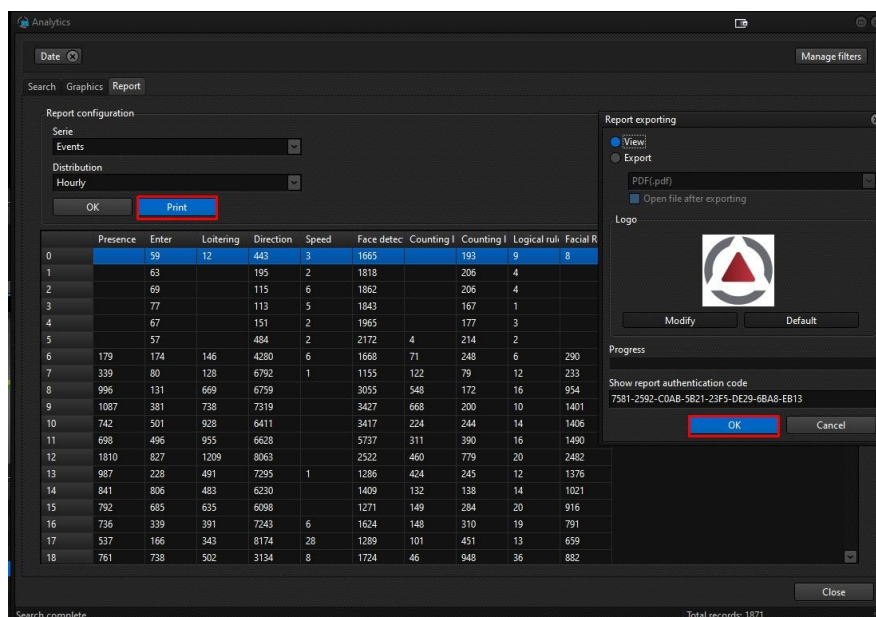 Analytics
Date
Manage filters
Search Graphics Report
Report configuration
Serie
Events
Distribution
Hourly
OK Print
Presence Enter Loitering Direction Speed Face detec Counting l Counting l Logical rul Facial R
0 59 12 443 3 1665 193 9 8
1 63 195 2 1818 206 4
2 69 115 6 1862 206 4
3 77 113 5 1843 167 1
4 67 151 2 1965 177 3
5 57 484 2 2172 4 214 2
6 179 174 146 4280 6 1668 71 248 6 290
7 339 80 128 6792 1 1155 122 79 12 233
8 996 131 669 6759 3055 548 172 16 954
9 1087 381 738 7319 3427 668 200 10 1401
10 742 501 928 6411 3417 224 244 14 1406
11 698 496 955 6628 5737 311 390 16 1490
12 1810 827 1209 8063 2522 460 779 20 2482
13 987 228 491 7295 1 1286 424 245 12 1376
14 841 806 483 6230 1409 132 138 14 1021
15 792 685 635 6098 1271 149 284 20 916
16 736 339 391 7243 6 1624 148 310 19 791
17 537 166 343 8174 28 1289 101 451 13 659
18 761 738 502 3134 8 1724 46 948 36 882
Report exporting
View
Export
PDF(.pdf)
Open file after exporting
Logo
Modify Default
Progress
Show report authentication code
7581-2592-C0AB-5B21-23F5-DE29-6BA8-EB13
OK Cancel
Close
Search complete
Total records: 1871